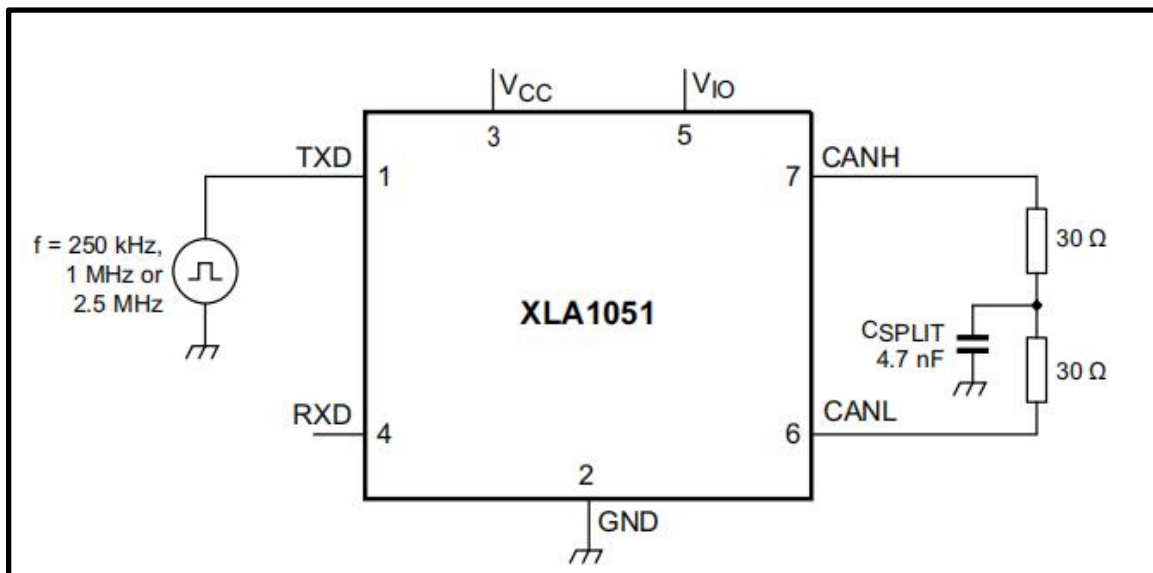 VCC
VIO
3
5
TXD
1
7
CANH
f = 250 kHz,
1 MHz or
2.5 MHz
30 Ω
XLA1051
CSPLIT
4.7 nF
30 Ω
RXD
4
6
CANL
2
GND